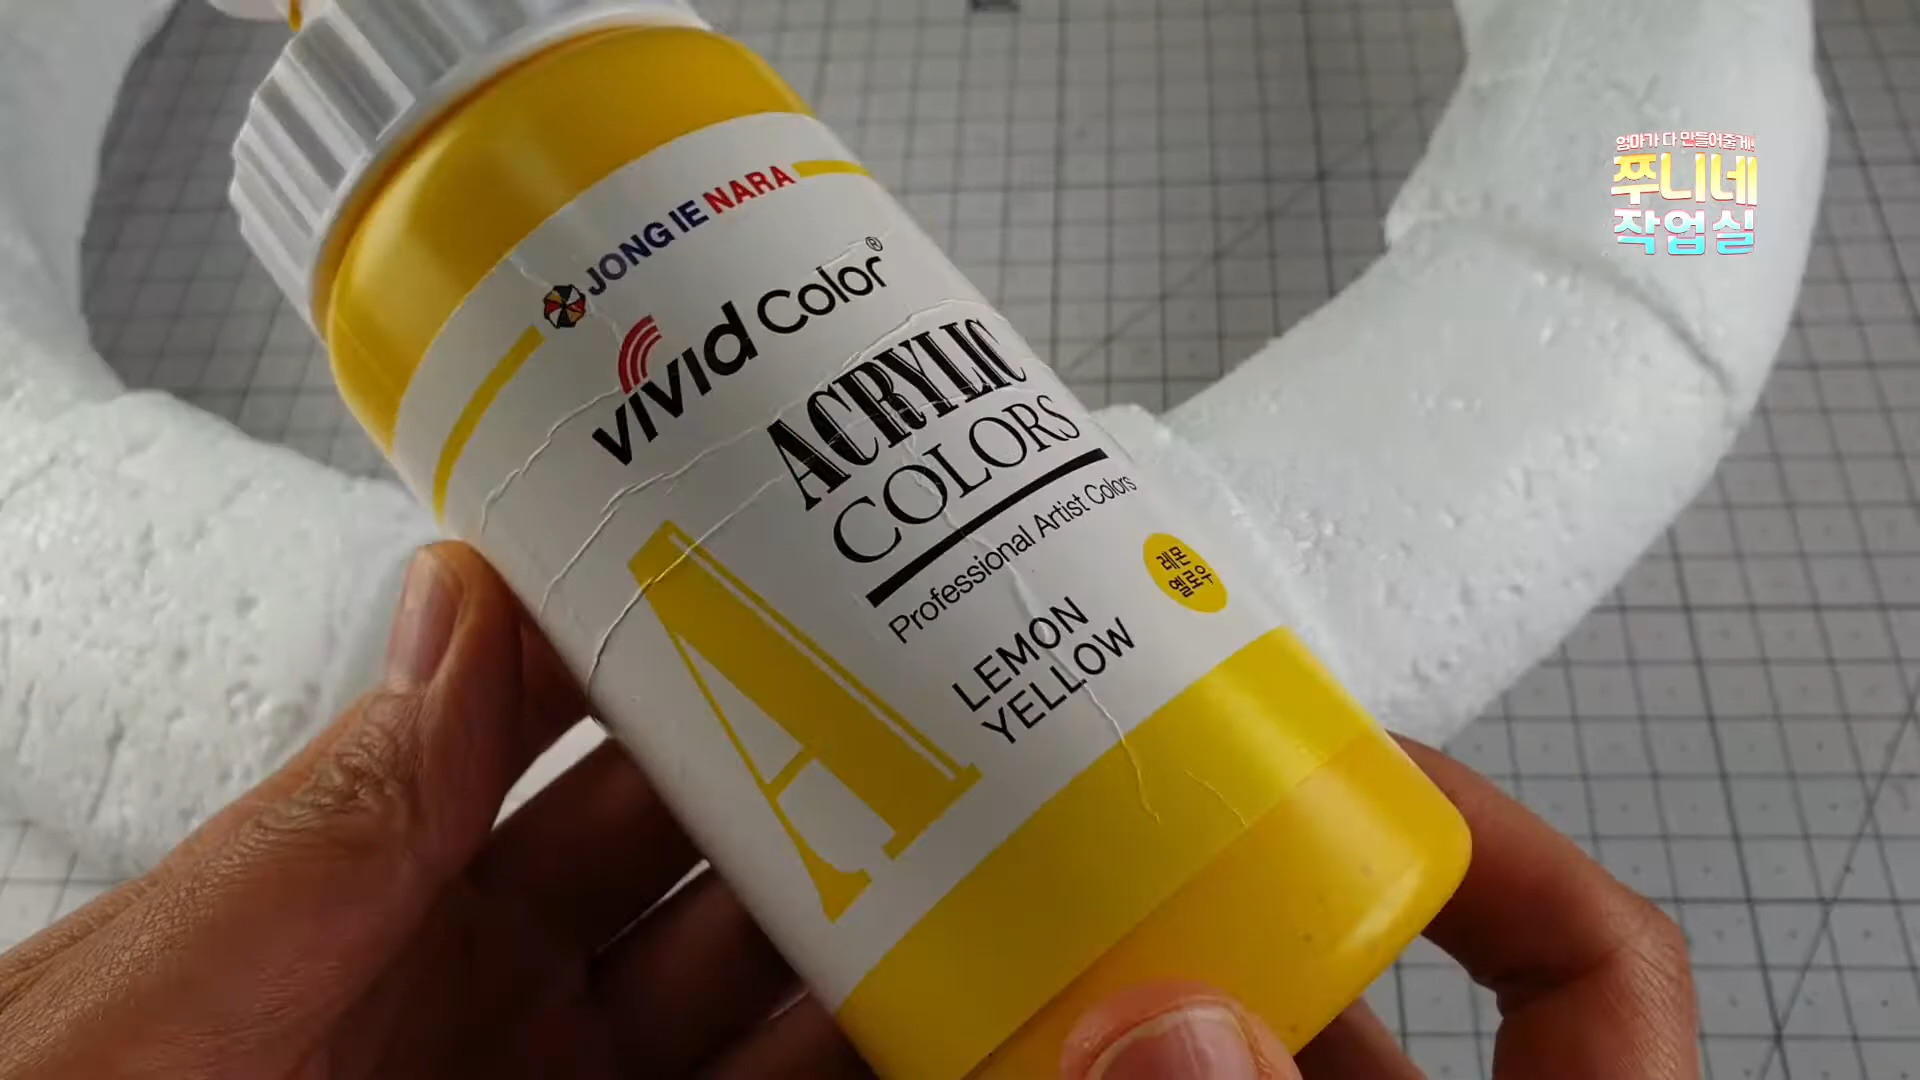 JONG IE NARA
vivid color®
ACRYLIC
COLORS
Professional Artist Colors
레몬
옐로우
LEMON
YELLOW
A
엄마가 다 만들어줄게!
쭈니네
작업실